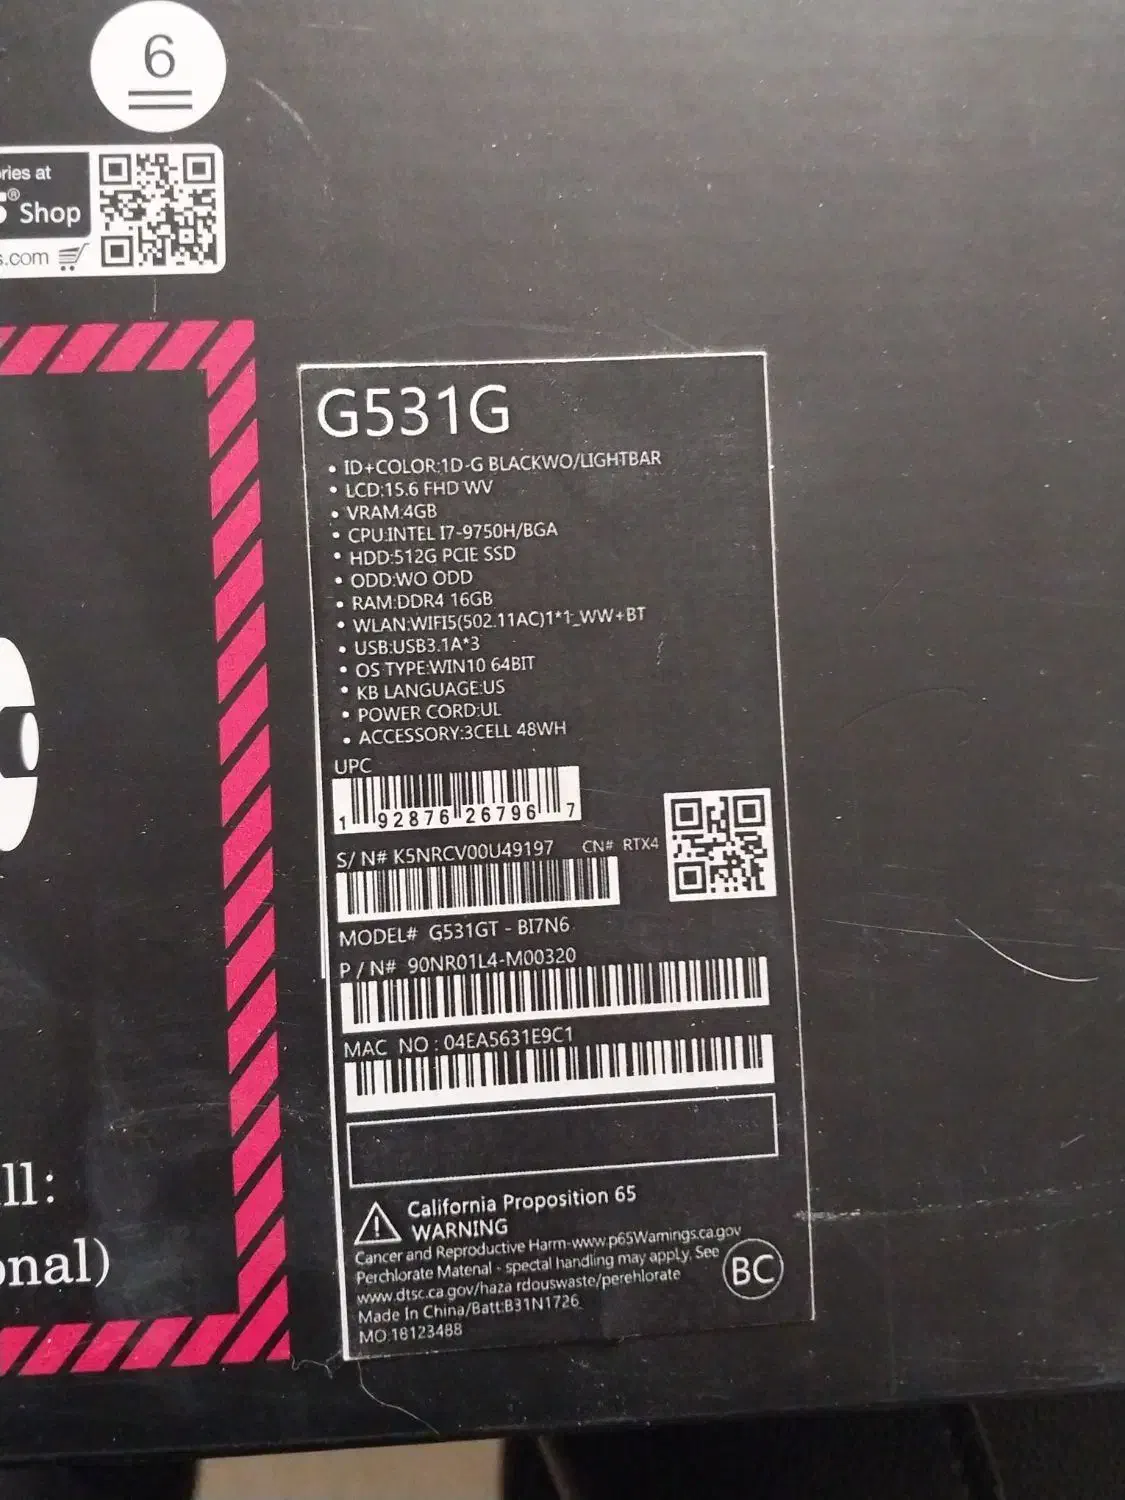 6
ries at
S® Shop
s.com
G531G
• ID+COLOR:1D-G BLACKWO/LIGHTBAR
• LCD:15.6 FHD WV
• VRAM:4GB
• CPU:INTEL I7-9750H/BGA
• HDD:512G PCIE SSD
• ODD:WO ODD
• RAM:DDR4 16GB
• WLAN:WIFI5(502.11AC)1*1_WW+BT
• USB:USB3.1A*3
• OS TYPE:WIN10 64BIT
• KB LANGUAGE:US
• POWER CORD:UL
• ACCESSORY:3CELL 48WH
UPC
1 92876 26796 7
S/ N# K5NRCV00U49197 CN# RTX4
MODEL# G531GT - BI7N6
P / N# 90NR01L4-M00320
MAC NO : 04EA5631E9C1
ll:
onal)
California Proposition 65
WARNING
Cancer and Reproductive Harm-www.p65Wamings.ca.gov
Perchlorate Matenal - special handling may apply, See
www.dtsc.ca.gov/haza rdouswaste/perehlorate
Made In China/Batt:B31N1726
MO:18123488
BC